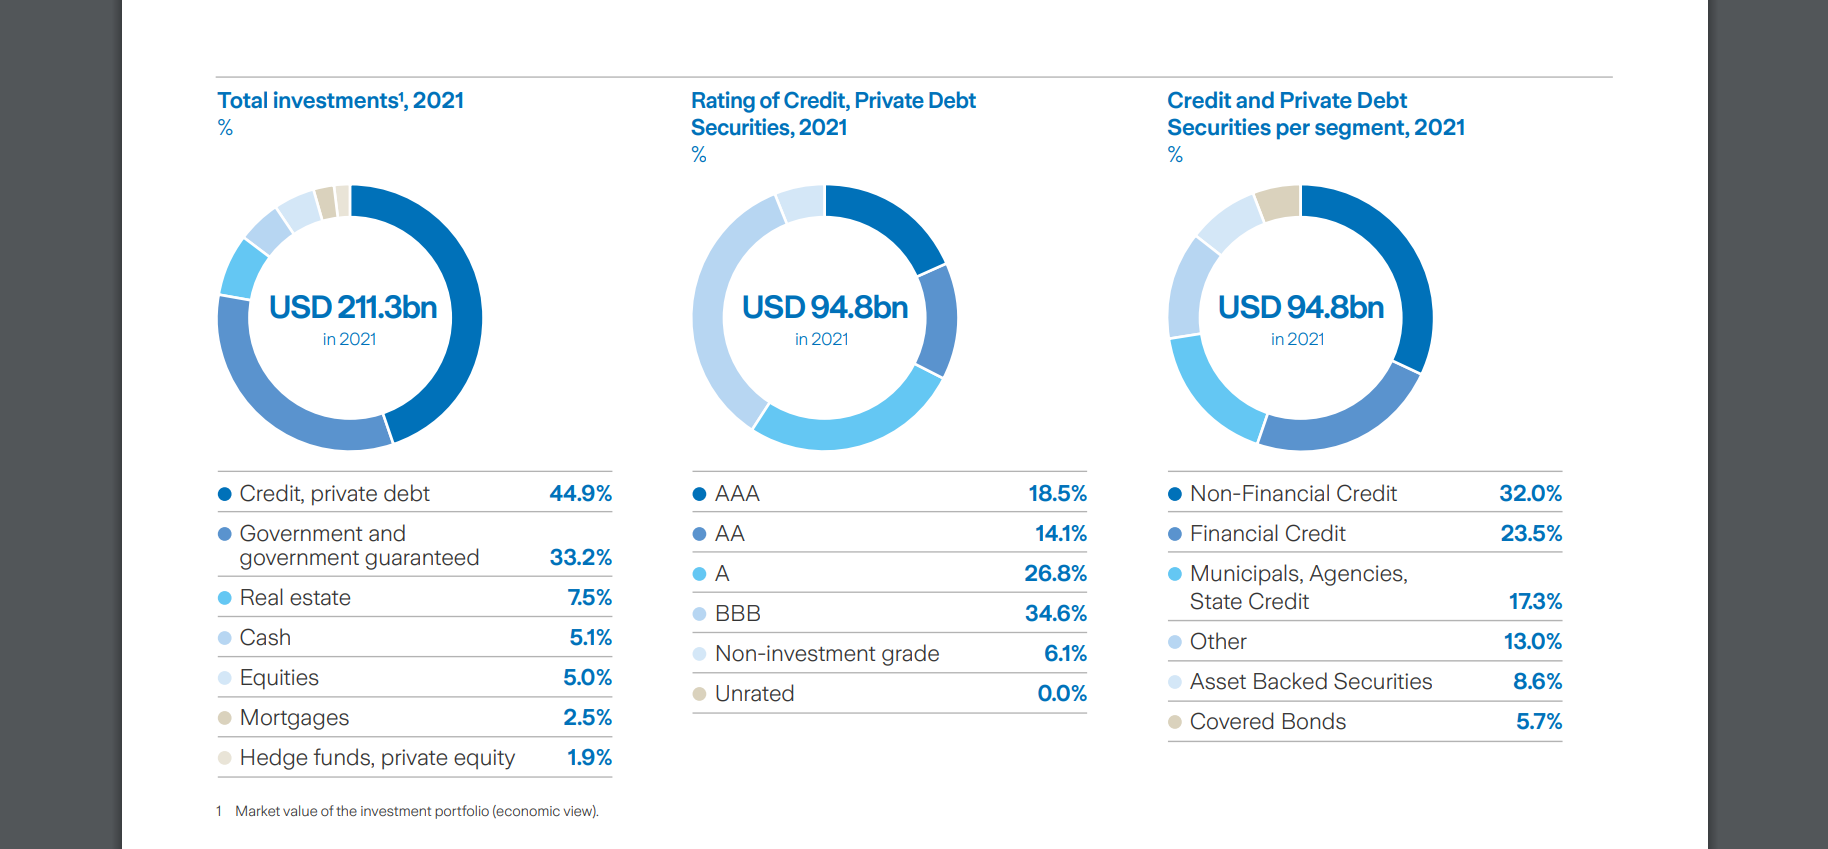 Total investments¹, 2021
%
USD 211.3bn
in 2021
Credit, private debt 44.9%
Government and
government guaranteed 33.2%
Real estate 7.5%
Cash 5.1%
Equities 5.0%
Mortgages 2.5%
Hedge funds, private equity 1.9%
1 Market value of the investment portfolio (economic view).
Rating of Credit, Private Debt
Securities, 2021
%
USD 94.8bn
in 2021
AAA 18.5%
AA 14.1%
A 26.8%
BBB 34.6%
Non-investment grade 6.1%
Unrated 0.0%
Credit and Private Debt
Securities per segment, 2021
%
USD 94.8bn
in 2021
Non-Financial Credit 32.0%
Financial Credit 23.5%
Municipals, Agencies,
State Credit 17.3%
Other 13.0%
Asset Backed Securities 8.6%
Covered Bonds 5.7%